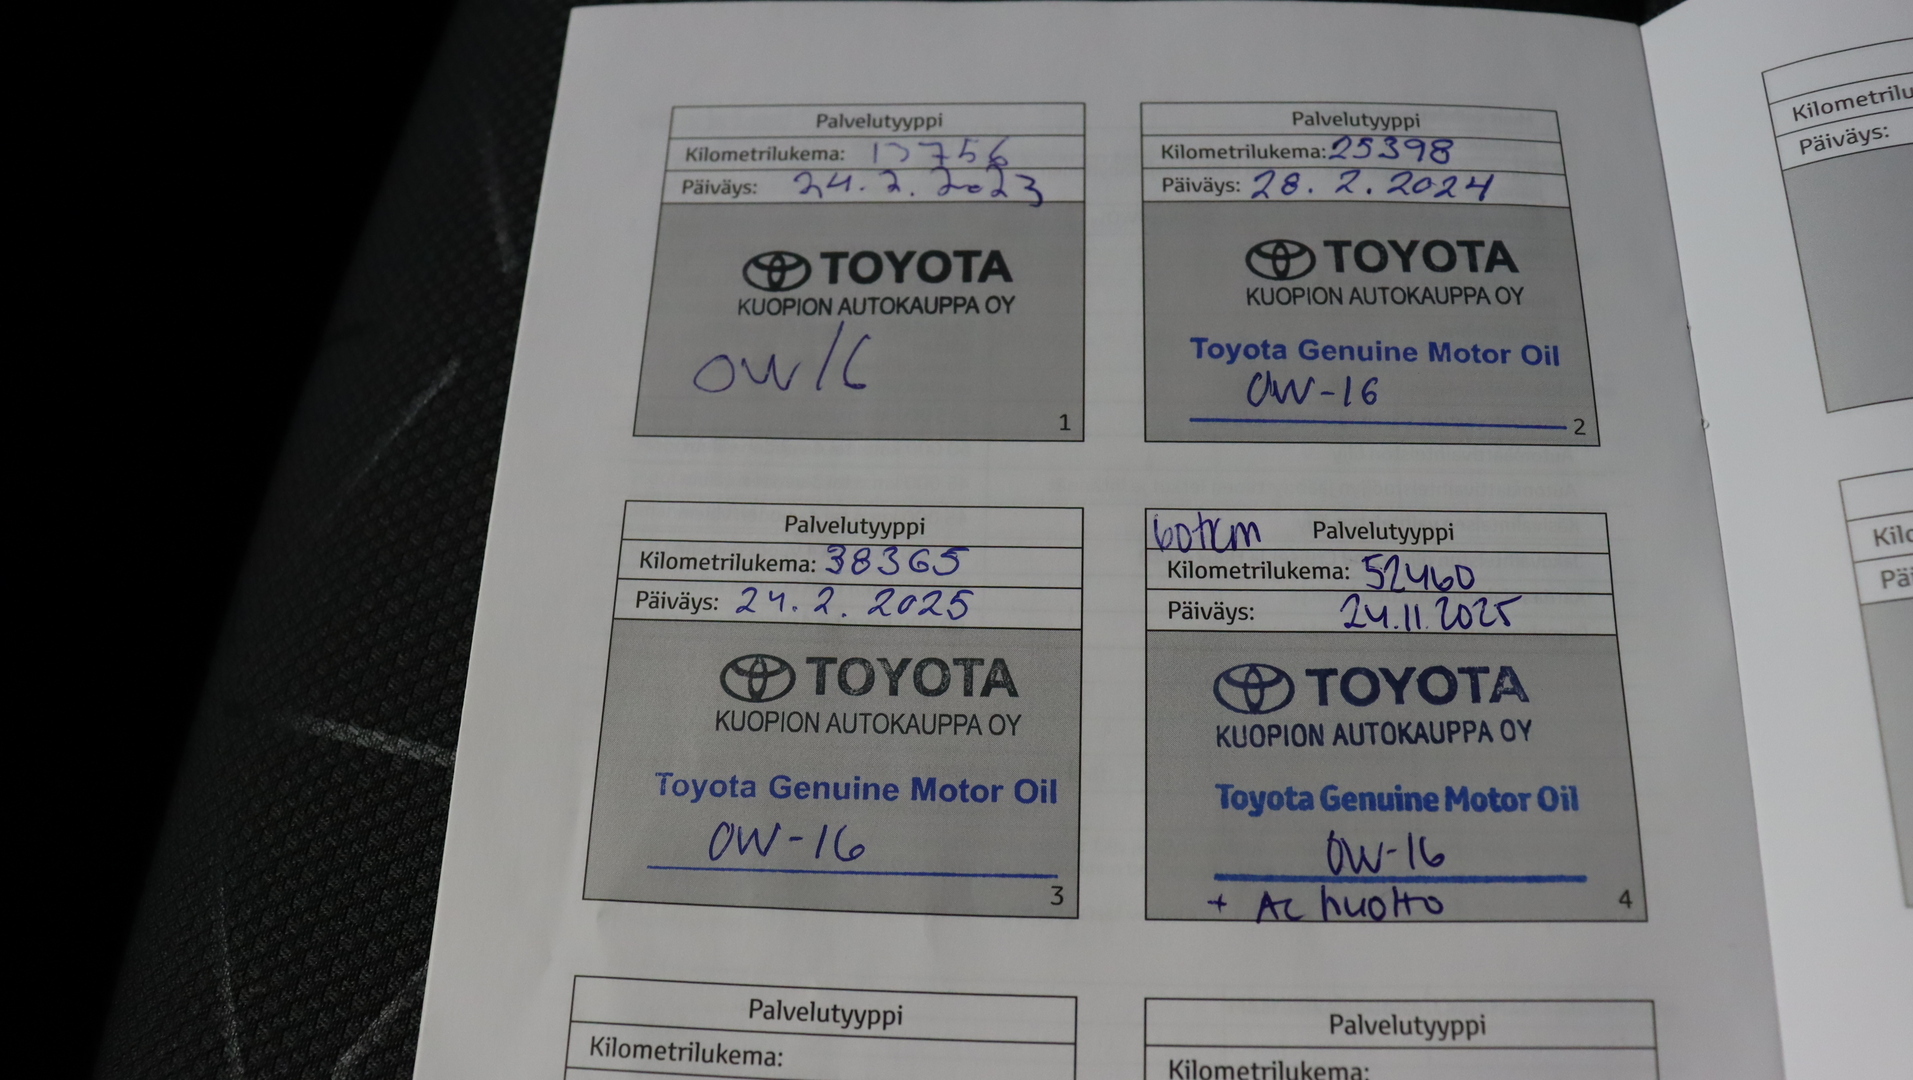 Palvelutyyppi
Kilometrilukema: 13756
Päiväys: 24.2.2023
TOYOTA
KUOPION AUTOKAUPPA OY
0W16
1
Palvelutyyppi
Kilometrilukema: 25398
Päiväys: 28.2.2024
TOYOTA
KUOPION AUTOKAUPPA OY
Toyota Genuine Motor Oil
0W-16
2
Palvelutyyppi
Kilometrilukema: 38365
Päiväys: 24.2.2025
TOYOTA
KUOPION AUTOKAUPPA OY
Toyota Genuine Motor Oil
0W-16
3
60tkm Palvelutyyppi
Kilometrilukema: 52460
Päiväys: 24.11.2025
TOYOTA
KUOPION AUTOKAUPPA OY
Toyota Genuine Motor Oil
0W-16
+ AC huolto
4
Palvelutyyppi
Kilometrilukema:
Palvelutyyppi
Kilometrilukema:
Päiväys: